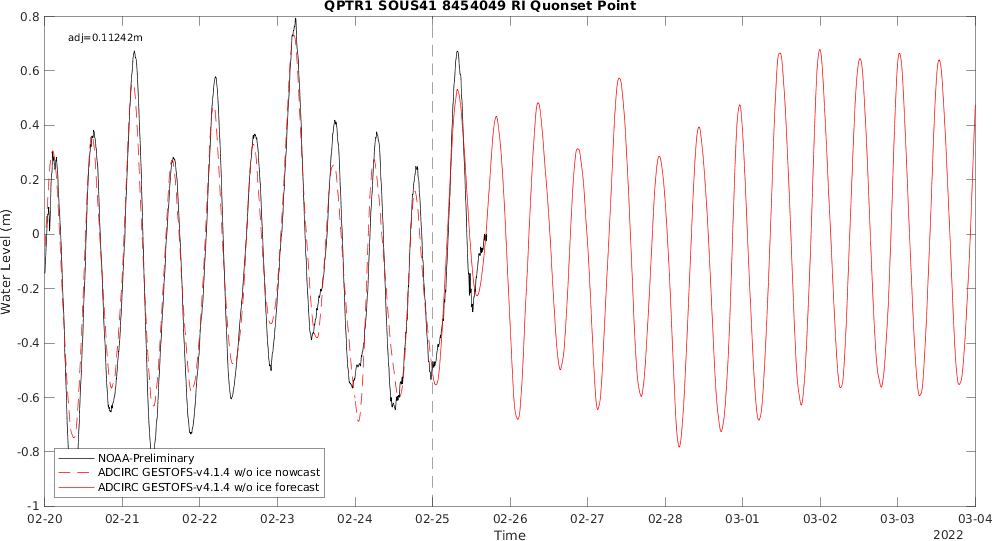 QPTR1 SOUS41 8454049 RI Quonset Point
adj=0.11242m
0.8
0.6
0.4
0.2
0
-0.2
-0.4
-0.6
-0.8
-1
Water Level (m)
NOAA-Preliminary
ADCIRC GESTOFS-v4.1.4 w/o ice nowcast
ADCIRC GESTOFS-v4.1.4 w/o ice forecast
02-20 02-21 02-22 02-23 02-24 02-25 02-26 02-27 02-28 03-01 03-02 03-03 03-04
Time
2022